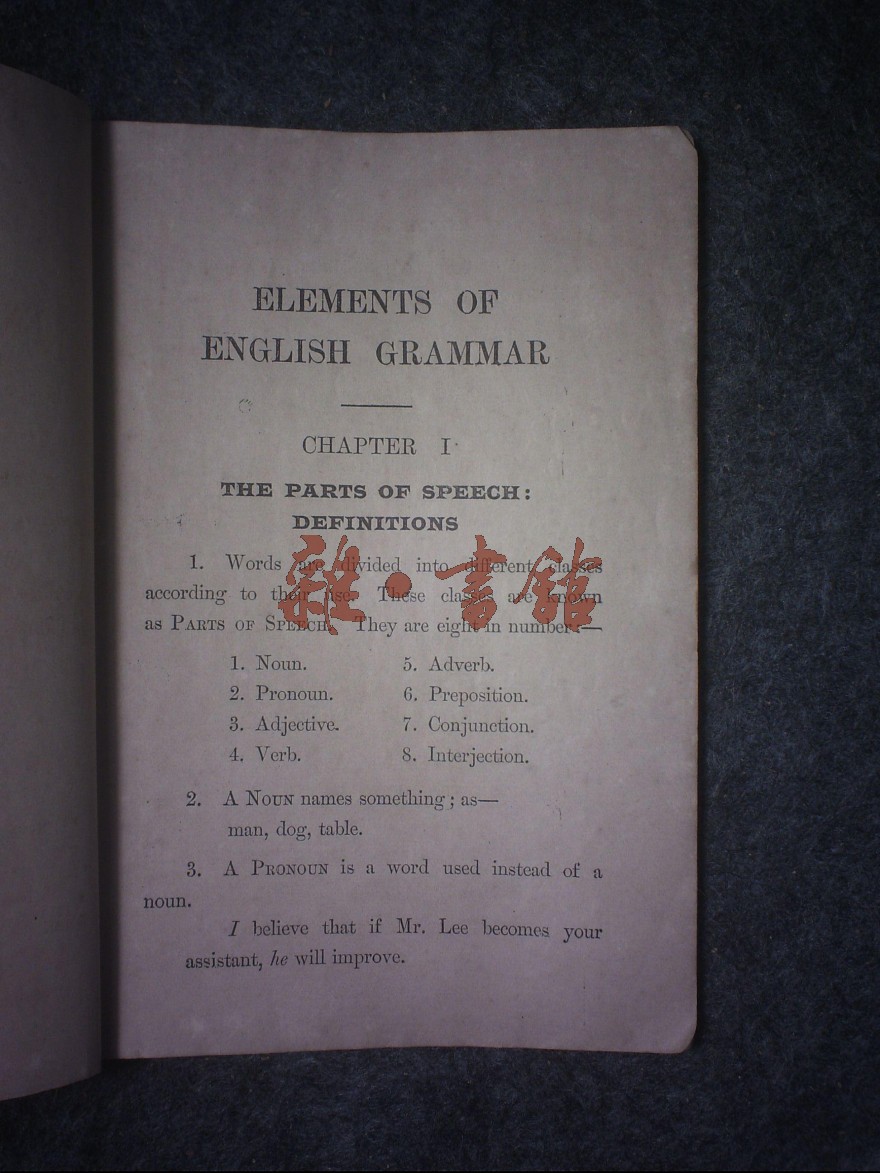 ELEMENTS OF
ENGLISH GRAMMAR
CHAPTER I
THE PARTS OF SPEECH:
DEFINITIONS
1. Words are divided into different classes
according to their use. These classes are known
as PARTS OF SPEECH. They are eight in number:—
雜·書館
1. Noun. 5. Adverb.
2. Pronoun. 6. Preposition.
3. Adjective. 7. Conjunction.
4. Verb. 8. Interjection.
2. A NOUN names something; as—
man, dog, table.
3. A PRONOUN is a word used instead of a
noun.
I believe that if Mr. Lee becomes your
assistant, he will improve.